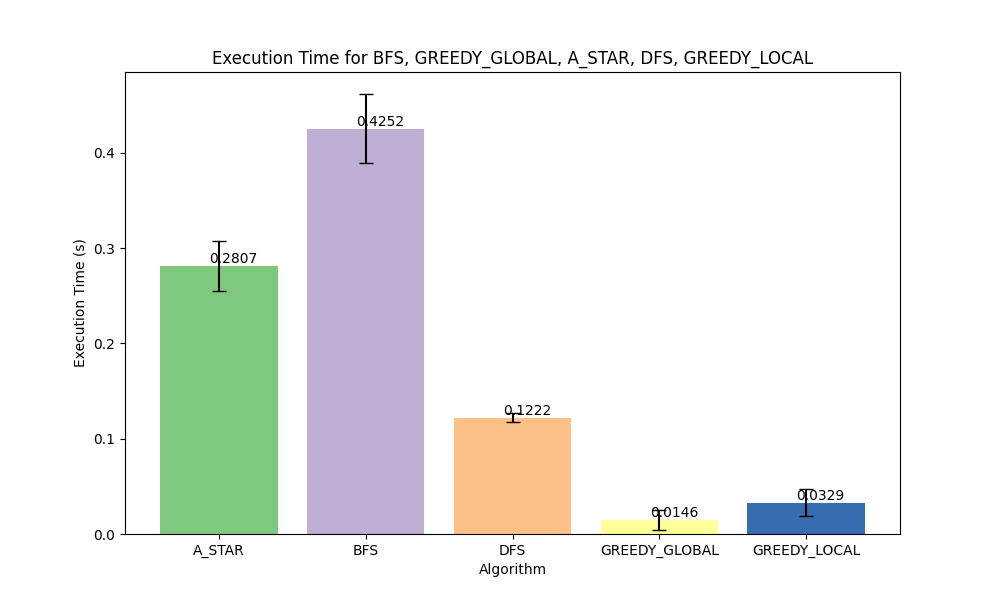 Execution Time for BFS, GREEDY_GLOBAL, A_STAR, DFS, GREEDY_LOCAL
Execution Time (s)
0.4
0.3
0.2
0.1
0.0
0.2807
0.4252
0.1222
0.0146
0.0329
A_STAR
BFS
DFS
GREEDY_GLOBAL
GREEDY_LOCAL
Algorithm